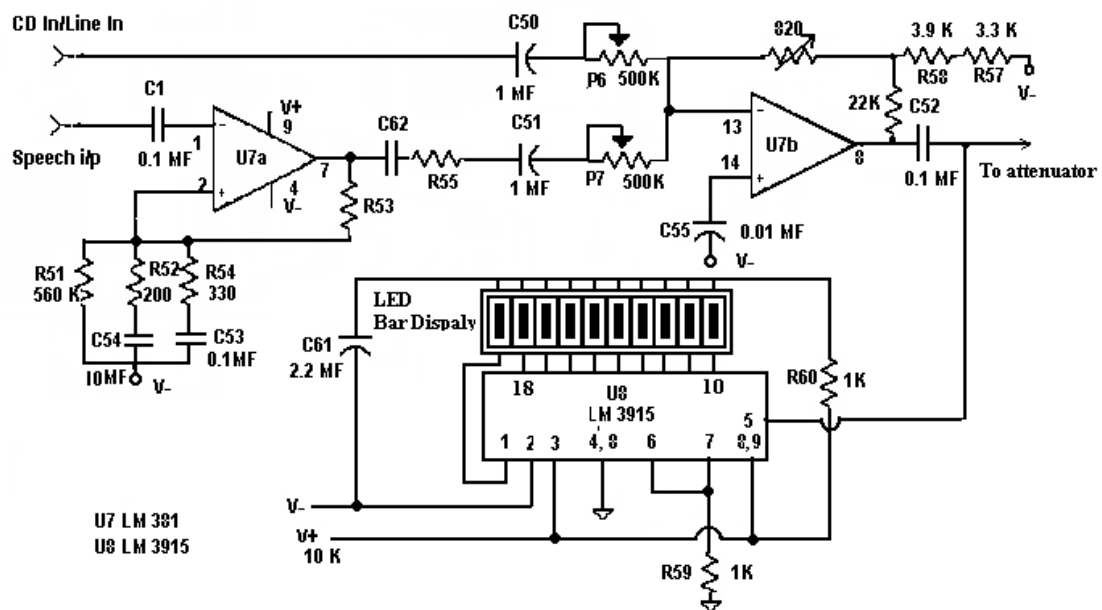 CD In/Line In
C50
1 MF
P6
500K
820
3.9 K
R58
3.3 K
R57
V-
C1
0.1 MF
Speech i/p
1
2
-
+
U7a
V+
9
4
V-
7
C62
R55
C51
1 MF
P7
500K
R53
22K
C52
0.1 MF
To attenuator
13
14
-
+
U7b
8
C55
0.01 MF
V-
R51
560 K
R52
200
R54
330
C54
10MF
C53
0.1MF
V-
LED
Bar Dispaly
C61
2.2 MF
18
10
U8
LM 3915
5
1
2
3
4, 8
6
7
8, 9
R60
1K
V-
V+
10 K
R59
1K
U7 LM 381
U8 LM 3915